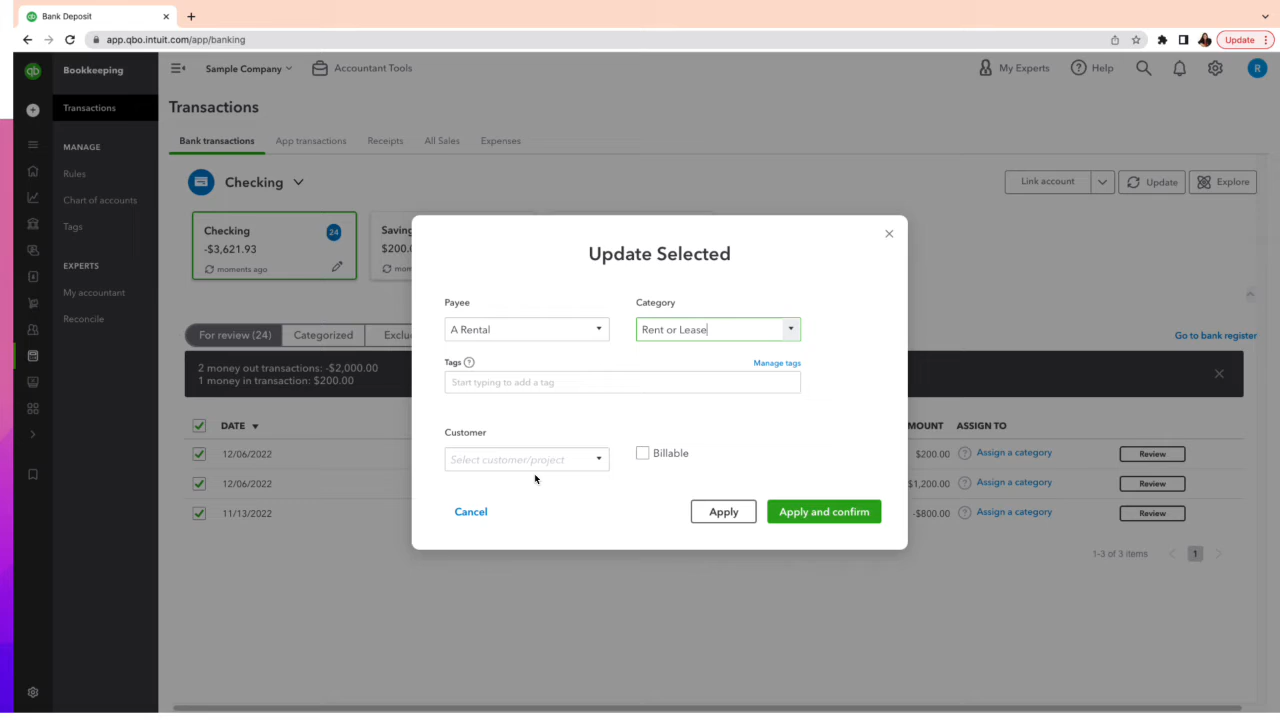 Bank Deposit
app.qbo.intuit.com/app/banking
Update
qb
Bookkeeping
Sample Company
Accountant Tools
My Experts
Help
R
Transactions
MANAGE
Rules
Chart of accounts
Tags
EXPERTS
My accountant
Reconcile
Transactions
Bank transactions
App transactions
Receipts
All Sales
Expenses
Checking
Link account
Update
Explore
Checking
24
-$3,621.93
moments ago
Saving
$200.0
mom
For review (24)
Categorized
Exclu
Go to bank register
2 money out transactions: -$2,000.00
1 money in transaction: $200.00
DATE
MOUNT
ASSIGN TO
12/06/2022
$200.00
Assign a category
Review
12/06/2022
$1,200.00
Assign a category
Review
11/13/2022
-$800.00
Assign a category
Review
1-3 of 3 items
1
Update Selected
Payee
Category
A Rental
Rent or Lease
Tags
Manage tags
Start typing to add a tag
Customer
Select customer/project
Billable
Cancel
Apply
Apply and confirm